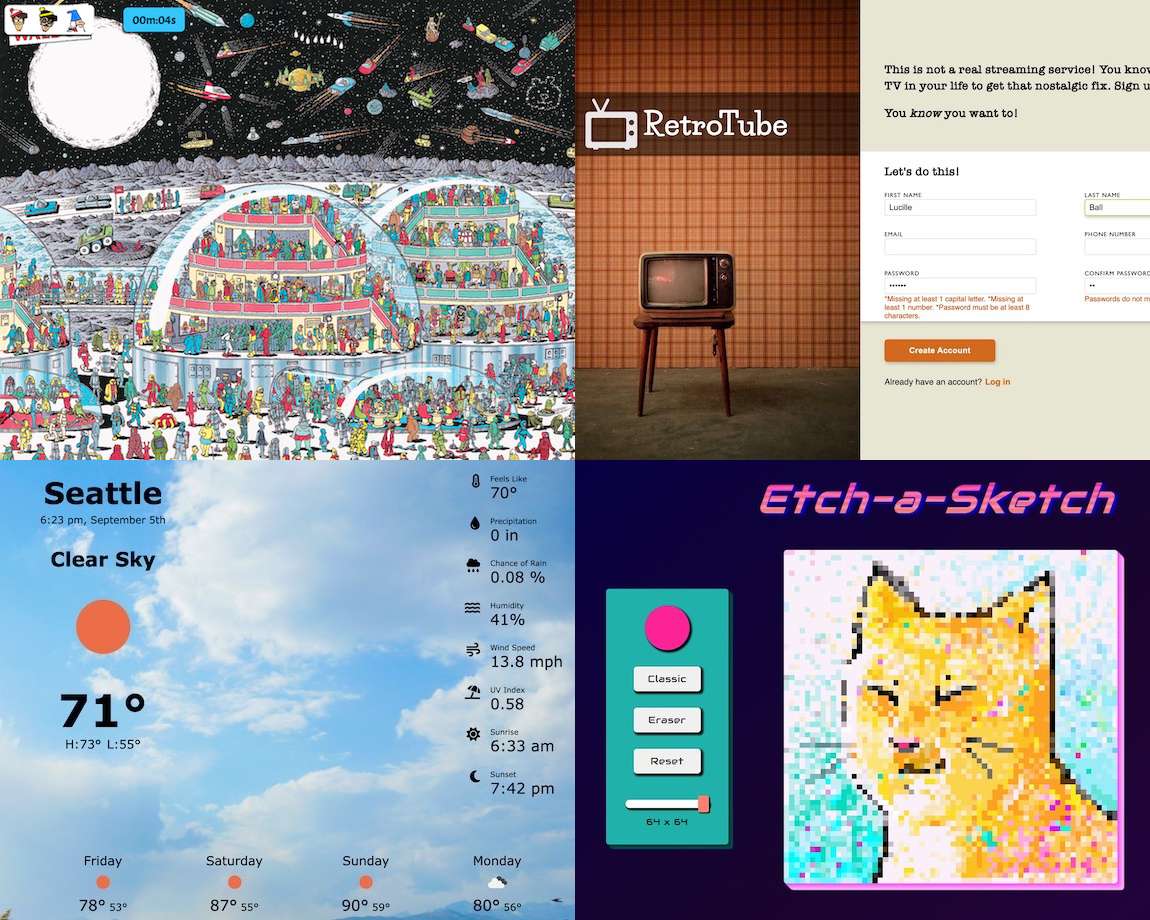 00m:04s
RetroTube
This is not a real streaming service! You know
TV in your life to get that nostalgic fix. Sign u
You know you want to!
Let's do this!
FIRST NAME
LAST NAME
Lucille
Ball
EMAIL
PHONE NUMBER
PASSWORD
CONFIRM PASSWORD
••••••
••
*Missing at least 1 capital letter. *Missing at
least 1 number. *Password must be at least 8
characters.
Passwords do not m
Create Account
Already have an account? Log in
Seattle
6:23 pm, September 5th
Clear Sky
71°
H:73° L:55°
Feels Like
70°
Precipitation
0 in
Chance of Rain
0.08 %
Humidity
41%
Wind Speed
13.8 mph
UV Index
0.58
Sunrise
6:33 am
Sunset
7:42 pm
Friday
Saturday
Sunday
Monday
78° 53°
87° 55°
90° 59°
80° 56°
Etch-a-Sketch
Classic
Eraser
Reset
64 x 64